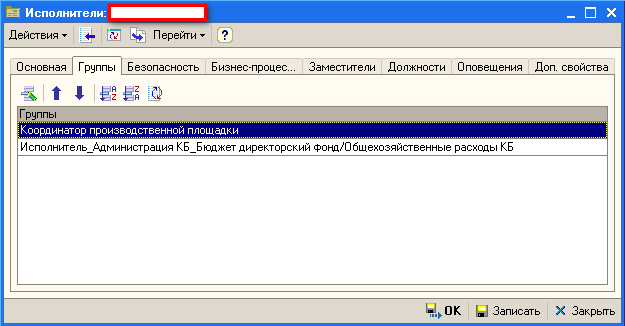 Исполнители:
Действия Перейти ?
Основная Группы Безопасность Бизнес-процес... Заместители Должности Оповещения Доп. свойства
Группы
Координатор производственной площадки
Исполнитель_Администрация КБ_Бюджет директорский фонд/Общехозяйственные расходы КБ
OK Записать Закрыть